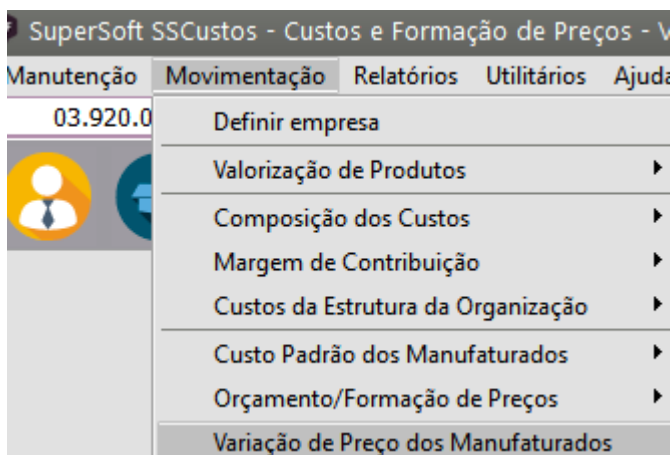 SuperSoft SSCustos - Custos e Formação de Preços - V
Manutenção Movimentação Relatórios Utilitários Ajuda
03.920.0
Definir empresa
Valorização de Produtos
Composição dos Custos
Margem de Contribuição
Custos da Estrutura da Organização
Custo Padrão dos Manufaturados
Orçamento/Formação de Preços
Variação de Preço dos Manufaturados